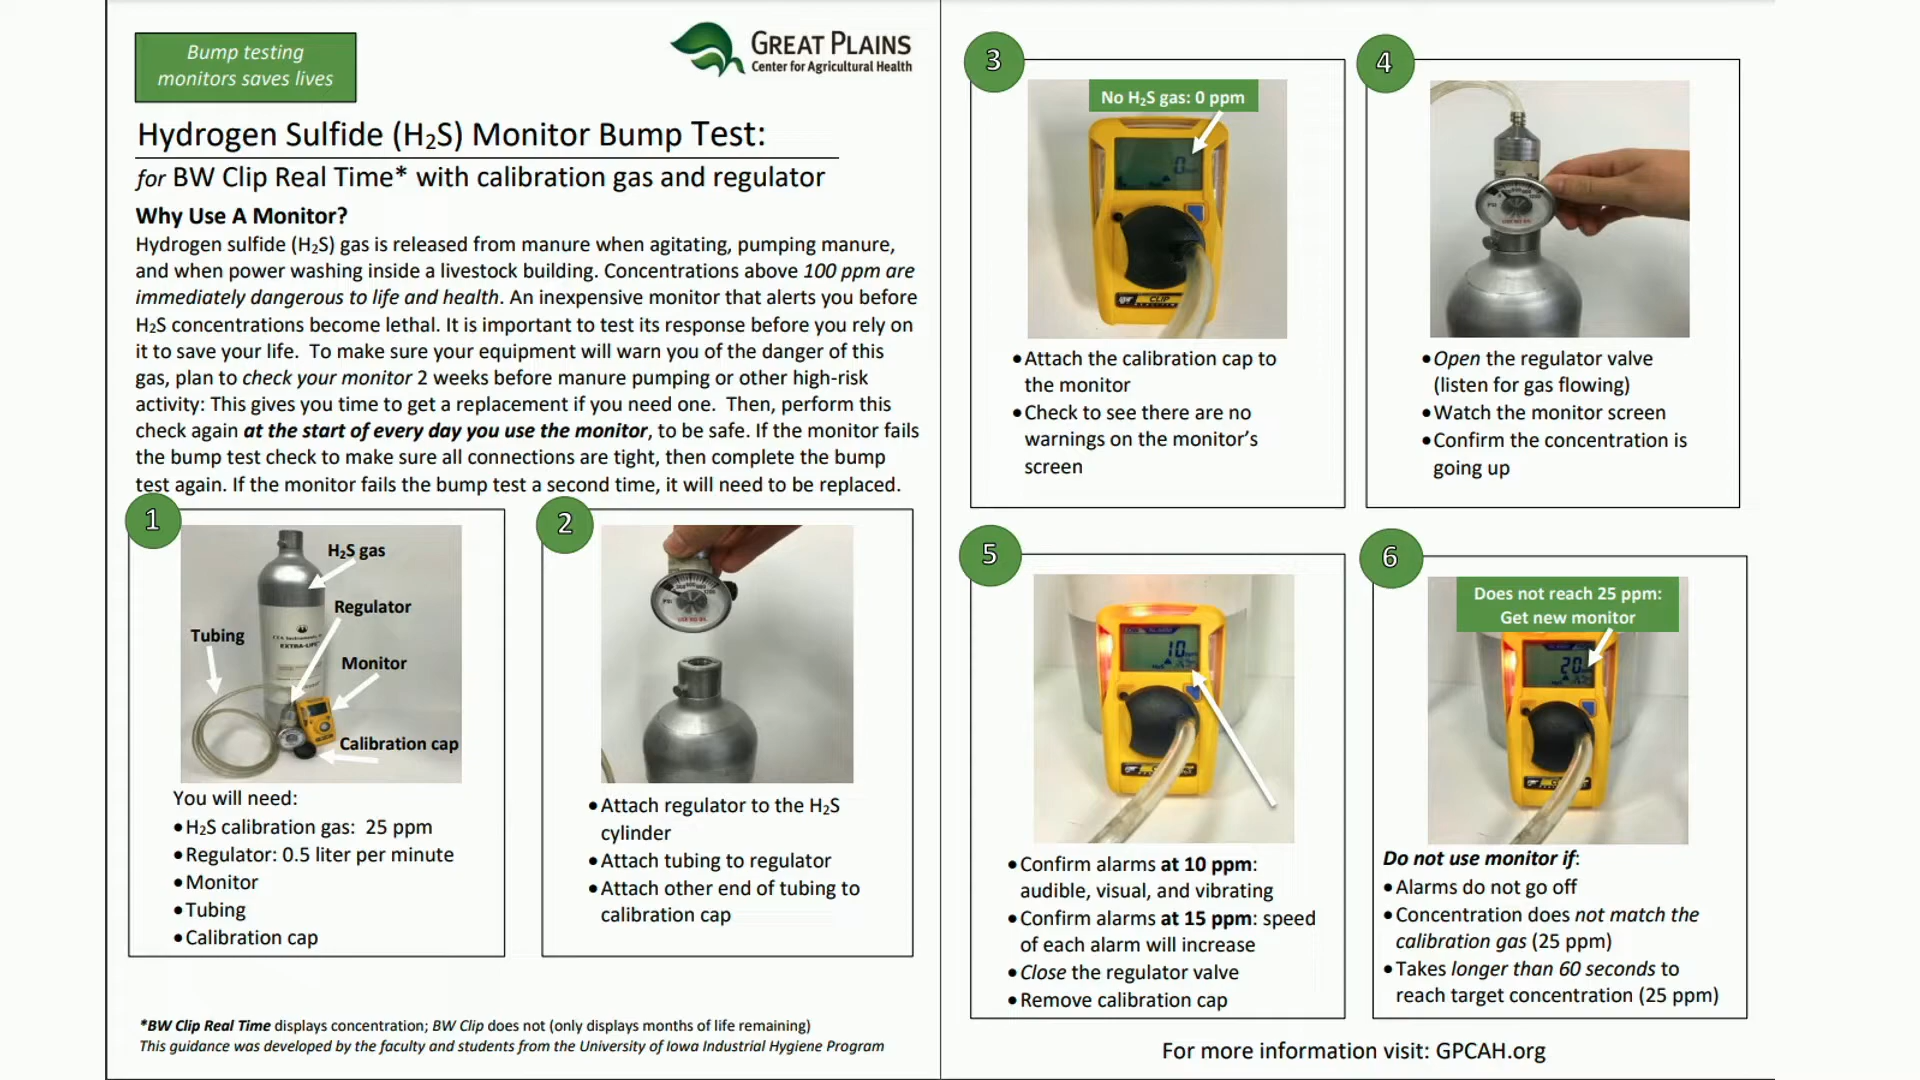 Bump testing
monitors saves lives
GREAT PLAINS
Center for Agricultural Health
Hydrogen Sulfide (H₂S) Monitor Bump Test:
for BW Clip Real Time* with calibration gas and regulator
Why Use A Monitor?
Hydrogen sulfide (H₂S) gas is released from manure when agitating, pumping manure,
and when power washing inside a livestock building. Concentrations above 100 ppm are
immediately dangerous to life and health. An inexpensive monitor that alerts you before
H₂S concentrations become lethal. It is important to test its response before you rely on
it to save your life. To make sure your equipment will warn you of the danger of this
gas, plan to check your monitor 2 weeks before manure pumping or other high-risk
activity: This gives you time to get a replacement if you need one. Then, perform this
check again at the start of every day you use the monitor, to be safe. If the monitor fails
the bump test check to make sure all connections are tight, then complete the bump
test again. If the monitor fails the bump test a second time, it will need to be replaced.
1
H₂S gas
Regulator
Tubing
EXTRA-LIFE
Monitor
Calibration cap
You will need:
•H₂S calibration gas: 25 ppm
•Regulator: 0.5 liter per minute
•Monitor
•Tubing
•Calibration cap
2
PSI
•Attach regulator to the H₂S
cylinder
•Attach tubing to regulator
•Attach other end of tubing to
calibration cap
*BW Clip Real Time displays concentration; BW Clip does not (only displays months of life remaining)
This guidance was developed by the faculty and students from the University of Iowa Industrial Hygiene Program
3
No H₂S gas: 0 ppm
0
CLIP
•Attach the calibration cap to
the monitor
•Check to see there are no
warnings on the monitor's
screen
4
PSI
•Open the regulator valve
(listen for gas flowing)
•Watch the monitor screen
•Confirm the concentration is
going up
5
10
•Confirm alarms at 10 ppm:
audible, visual, and vibrating
•Confirm alarms at 15 ppm: speed
of each alarm will increase
•Close the regulator valve
•Remove calibration cap
6
Does not reach 25 ppm:
Get new monitor
20
Do not use monitor if:
•Alarms do not go off
•Concentration does not match the
calibration gas (25 ppm)
•Takes longer than 60 seconds to
reach target concentration (25 ppm)
For more information visit: GPCAH.org